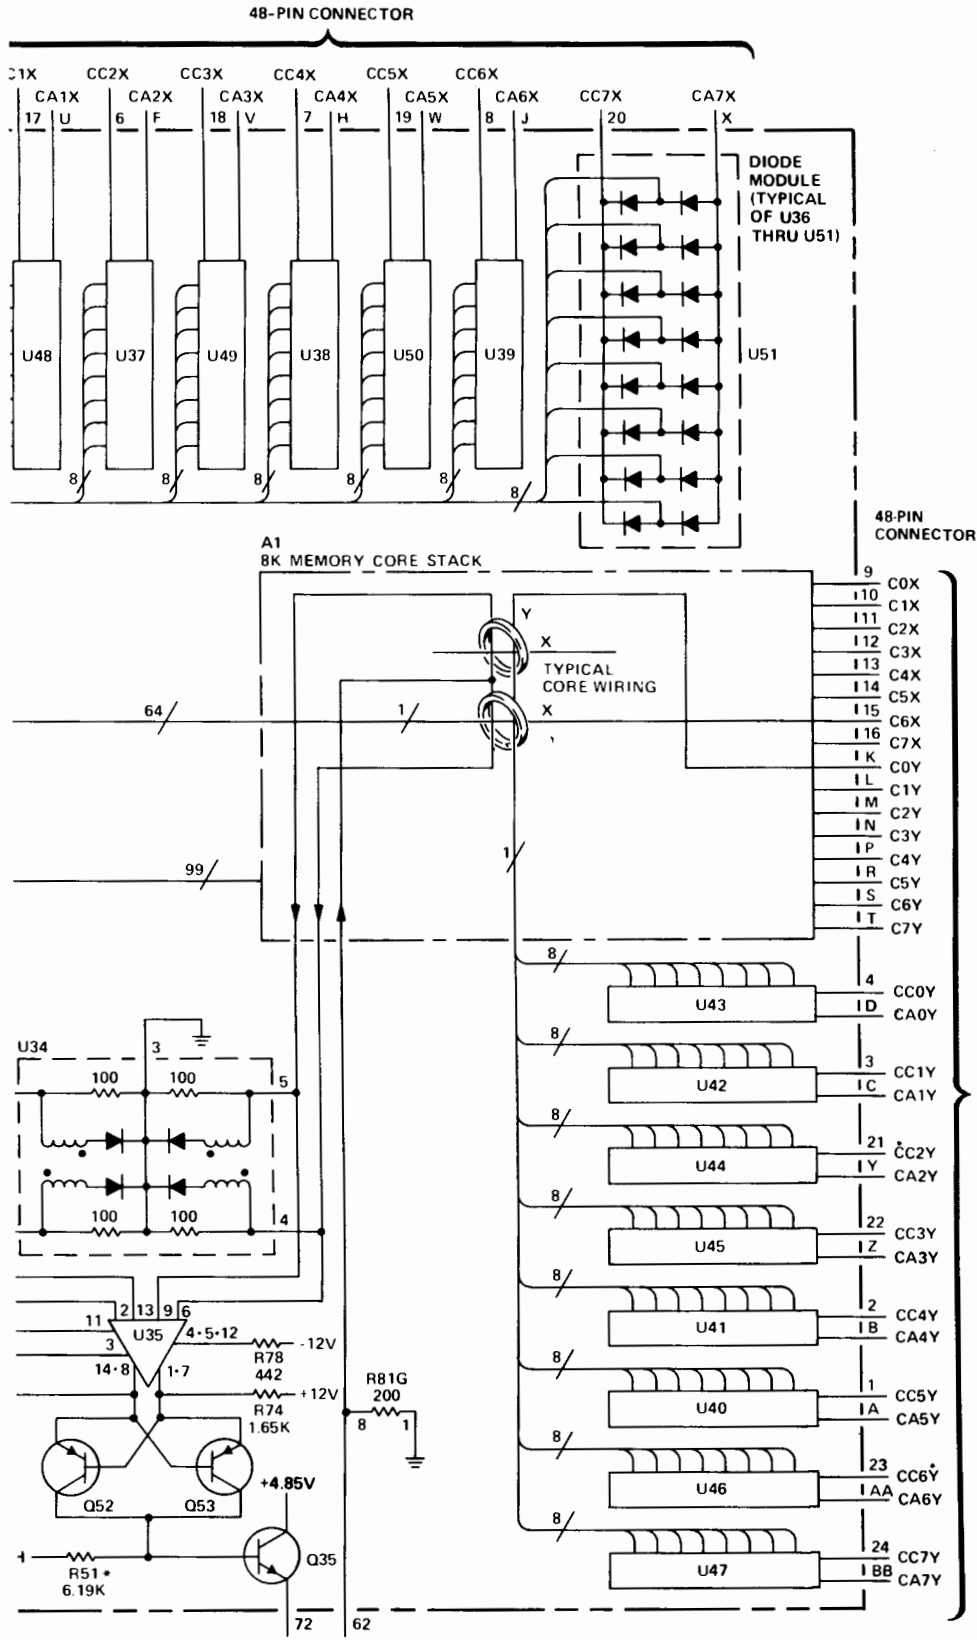 48-PIN CONNECTOR
C1X CC2X CC3X CC4X CC5X CC6X
CA1X CA2X CA3X CA4X CA5X CA6X CC7X CA7X
17 U 6 F 18 V 7 H 19 W 8 J 20 X
DIODE
MODULE
(TYPICAL
OF U36
THRU U51)
U48 U37 U49 U38 U50 U39 U51
8 8 8 8 8 8
48-PIN
CONNECTOR
A1
8K MEMORY CORE STACK
9 C0X
10 C1X
11 C2X
12 C3X
13 C4X
14 C5X
15 C6X
16 C7X
K C0Y
L C1Y
M C2Y
N C3Y
P C4Y
R C5Y
S C6Y
T C7Y
Y
X
TYPICAL
CORE WIRING
64 1 X
1
99
8 U43 4 CC0Y
D CA0Y
8 U42 3 CC1Y
C CA1Y
8 U44 21 CC2Y
Y CA2Y
8 U45 22 CC3Y
Z CA3Y
8 U41 2 CC4Y
B CA4Y
8 U40 1 CC5Y
A CA5Y
8 U46 23 CC6Y
AA CA6Y
8 U47 24 CC7Y
BB CA7Y
U34 3
100 100 5
100 100 4
2 13 9 6
11 U35 4·5·12
3 -12V
R78
442
14·8 1·7
+12V
R74
1.65K
R81G
200
8 1
Q52 Q53
+4.85V
Q35
R51*
6.19K
72 62